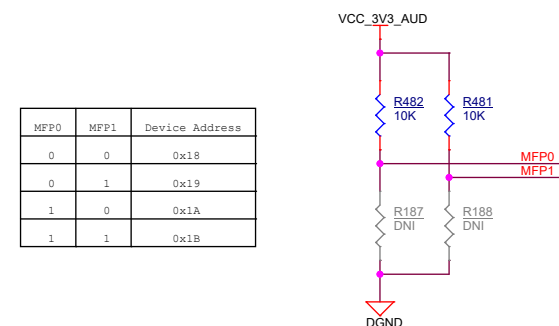 VCC_3V3_AUD
R482 R481
10K 10K
MFP0 MFP1 Device Address
0 0 0x18
0 1 0x19
1 0 0x1A
1 1 0x1B
MFP0
MFP1
R187 R188
DNI DNI
DGND